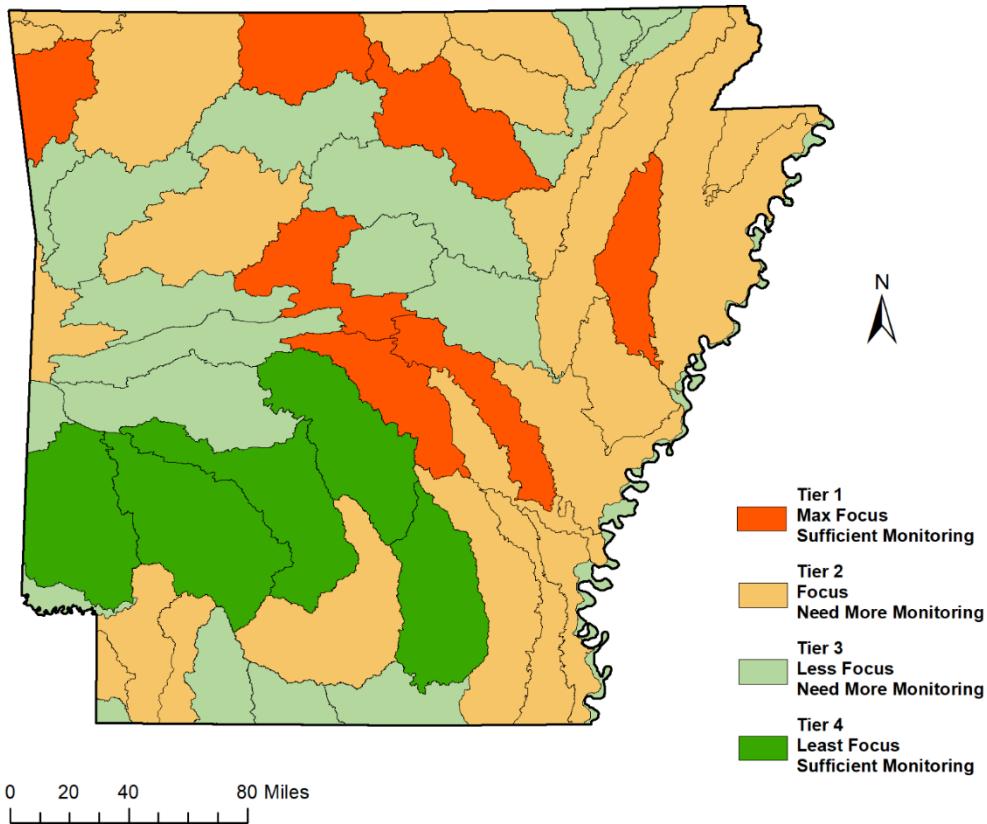 N
Tier 1
Max Focus
Sufficient Monitoring
Tier 2
Focus
Need More Monitoring
Tier 3
Less Focus
Need More Monitoring
Tier 4
Least Focus
Sufficient Monitoring
0 20 40 80 Miles